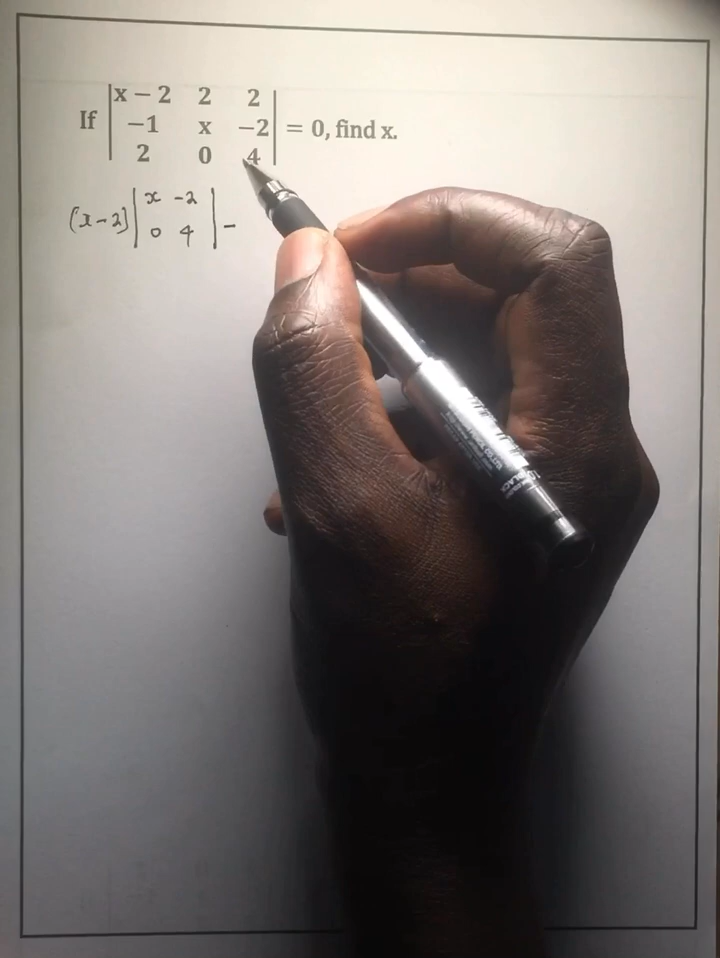 If | x − 2 2 2 |
| −1 x −2 | = 0, find x.
| 2 0 4 |
(x−2) | x −2 | −
| 0 4 |